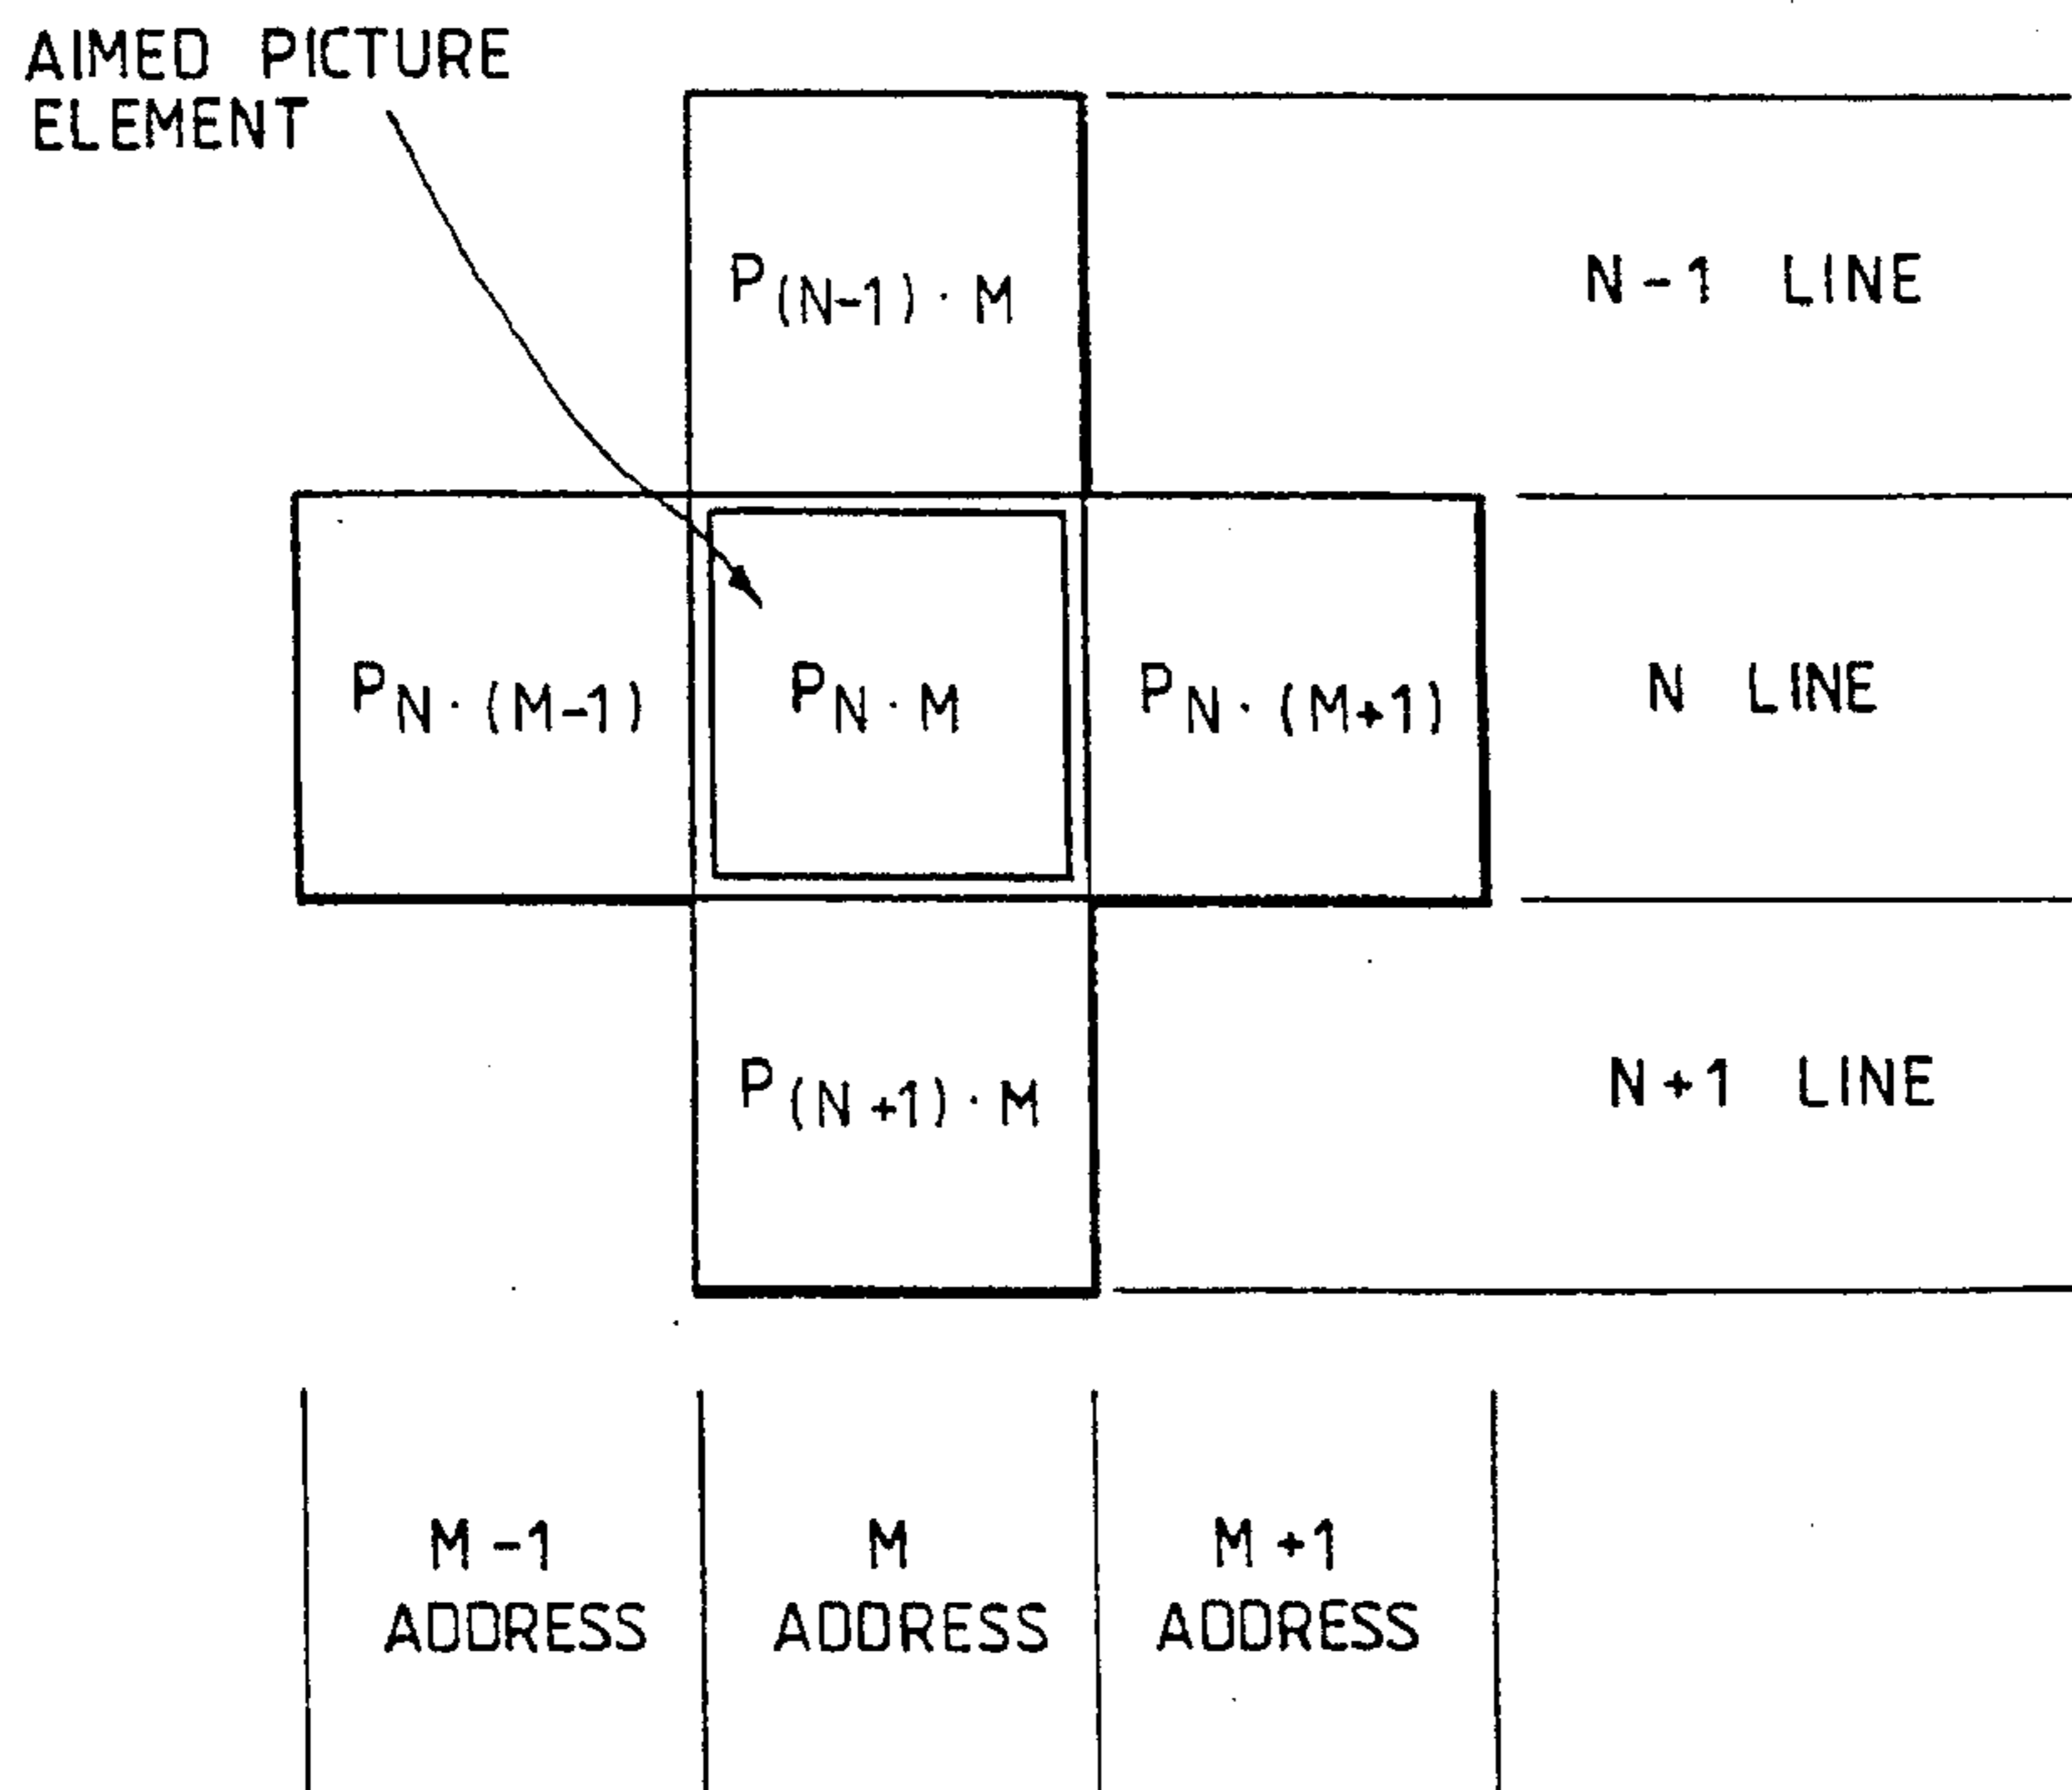 AIMED PICTURE
ELEMENT
P(N-1)·M
N-1 LINE
PN·(M-1)
PN·M
PN·(M+1)
N LINE
P(N+1)·M
N+1 LINE
M-1
ADDRESS
M
ADDRESS
M+1
ADDRESS